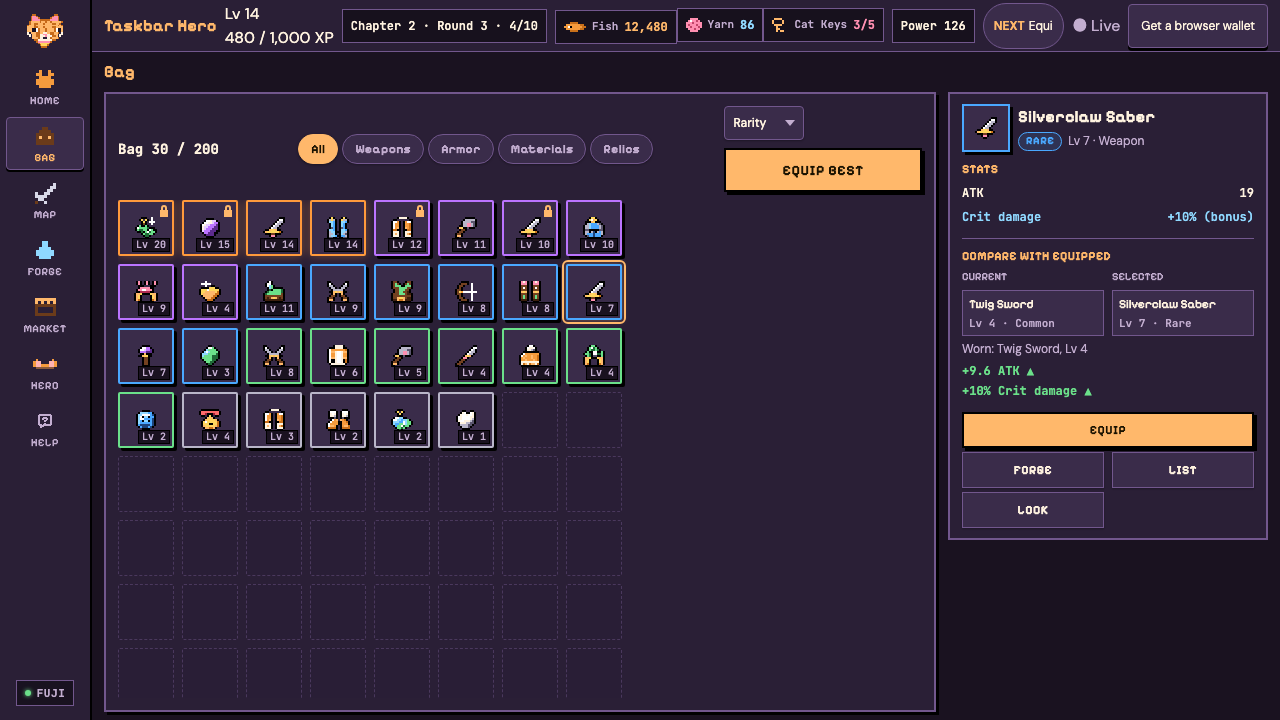 Taskbar Hero
Lv 14
480 / 1,000 XP
Chapter 2 · Round 3 · 4/10
Fish 12,480
Yarn 86
Cat Keys 3/5
Power 126
NEXT Equi
Live
Get a browser wallet
HOME
BAG
MAP
FORGE
MARKET
HERO
HELP
FUJI
Bag
Bag 30 / 200
All
Weapons
Armor
Materials
Relics
Rarity
EQUIP BEST
Lv 20
Lv 15
Lv 14
Lv 14
Lv 12
Lv 11
Lv 10
Lv 10
Lv 9
Lv 4
Lv 11
Lv 9
Lv 9
Lv 8
Lv 8
Lv 7
Lv 7
Lv 3
Lv 8
Lv 6
Lv 5
Lv 4
Lv 4
Lv 4
Lv 2
Lv 4
Lv 3
Lv 2
Lv 2
Lv 1
Silverclaw Saber
RARE Lv 7 · Weapon
STATS
ATK 19
Crit damage +10% (bonus)
COMPARE WITH EQUIPPED
CURRENT
Twig Sword
Lv 4 · Common
SELECTED
Silverclaw Saber
Lv 7 · Rare
Worn: Twig Sword, Lv 4
+9.6 ATK ▲
+10% Crit damage ▲
EQUIP
FORGE
LIST
LOOK